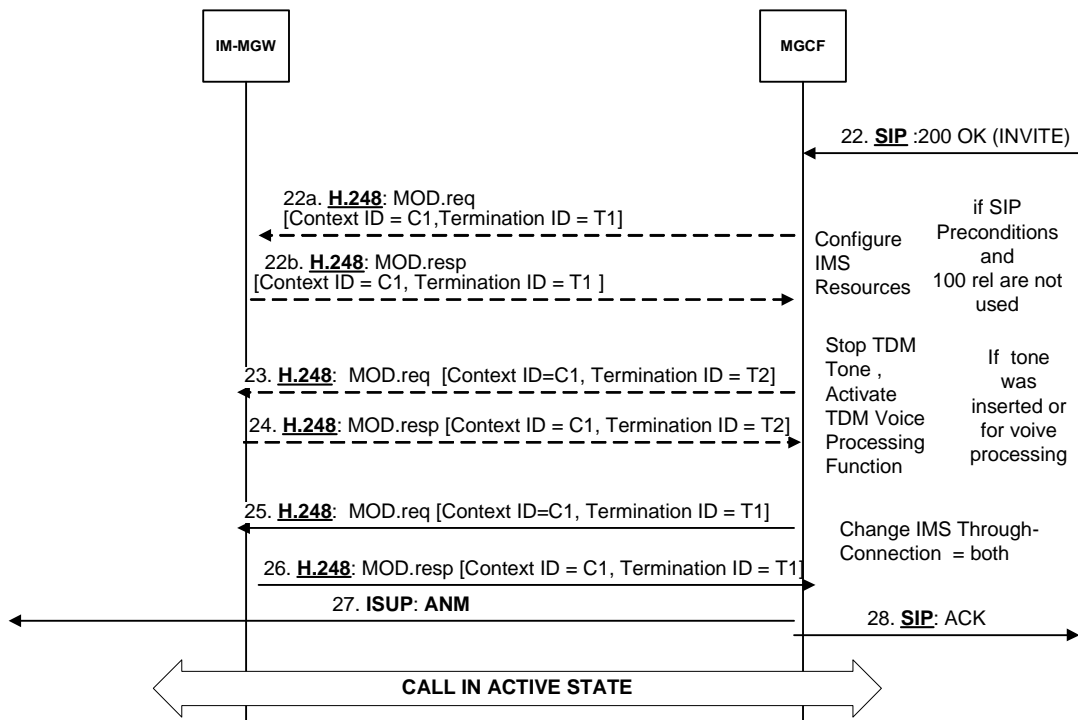 IM-MGW
MGCF
22. SIP :200 OK (INVITE)
22a. H.248: MOD.req
[Context ID = C1,Termination ID = T1]
22b. H.248: MOD.resp
[Context ID = C1, Termination ID = T1 ]
Configure
IMS
Resources
if SIP
Preconditions
and
100 rel are not
used
23. H.248: MOD.req [Context ID=C1, Termination ID = T2]
24. H.248: MOD.resp [Context ID = C1, Termination ID = T2]
Stop TDM
Tone ,
Activate
TDM Voice
Processing
Function
If tone
was
inserted or
for voive
processing
25. H.248: MOD.req [Context ID=C1, Termination ID = T1]
26. H.248: MOD.resp [Context ID = C1, Termination ID = T1]
Change IMS Through-
Connection = both
27. ISUP: ANM
28. SIP: ACK
CALL IN ACTIVE STATE